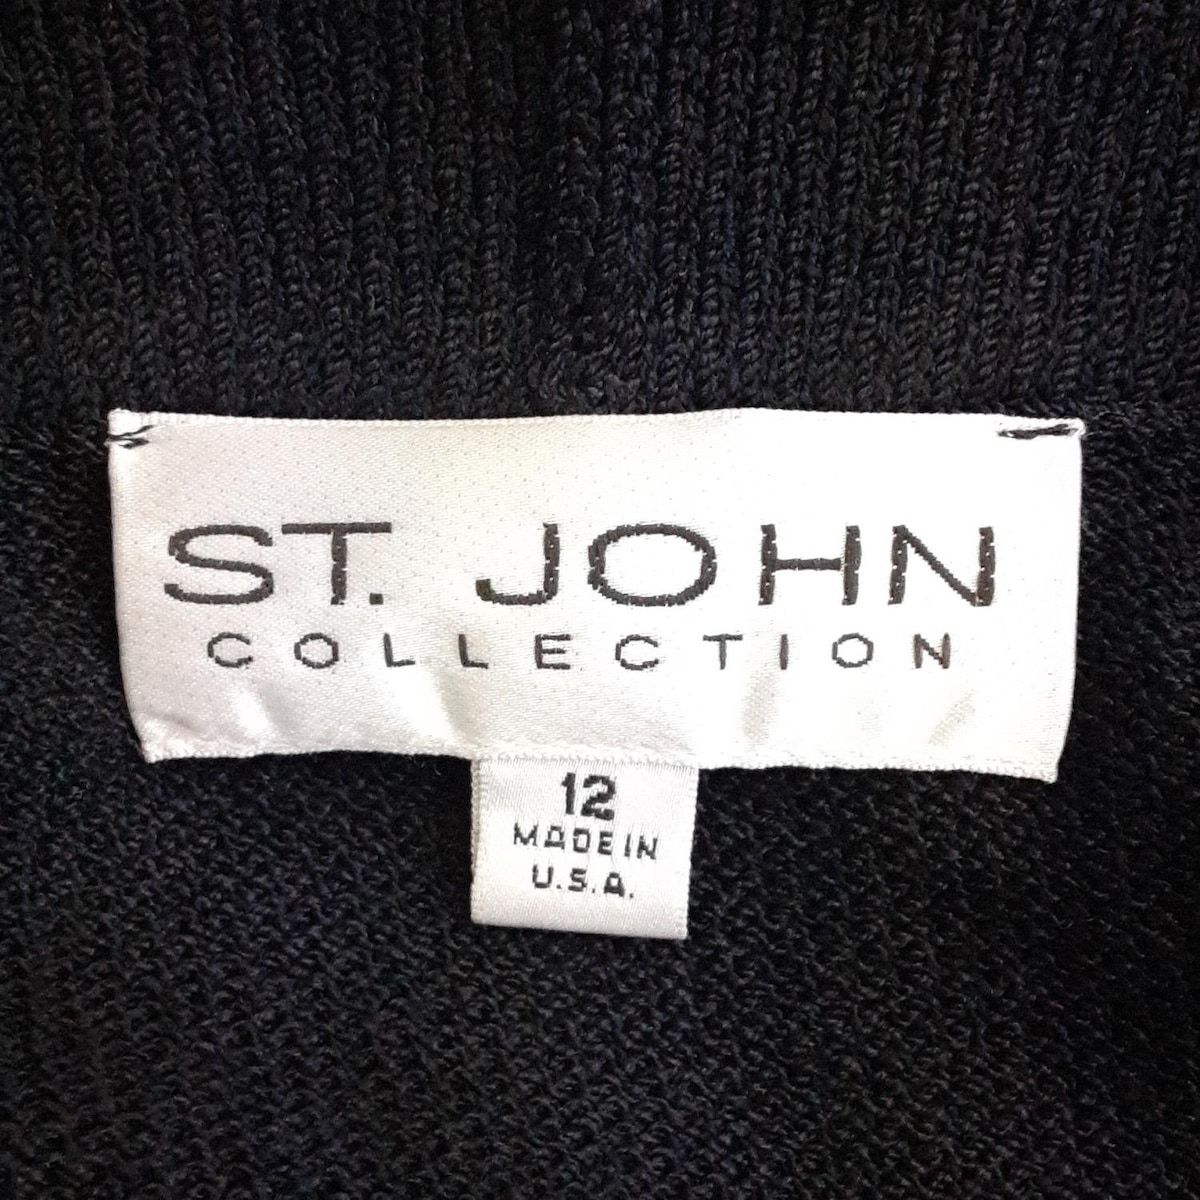 ST. JOHN
COLLECTION
12
MADE IN
U.S.A.